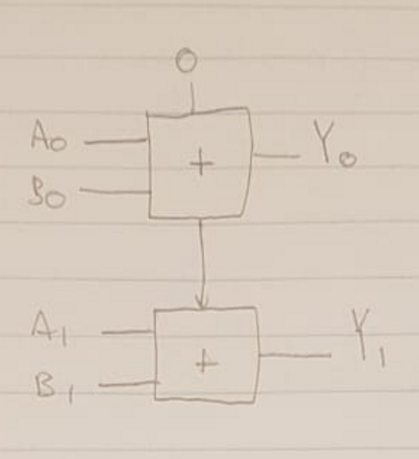 0
A₀
+
Y₀
B₀
A₁
+
Y₁
B₁